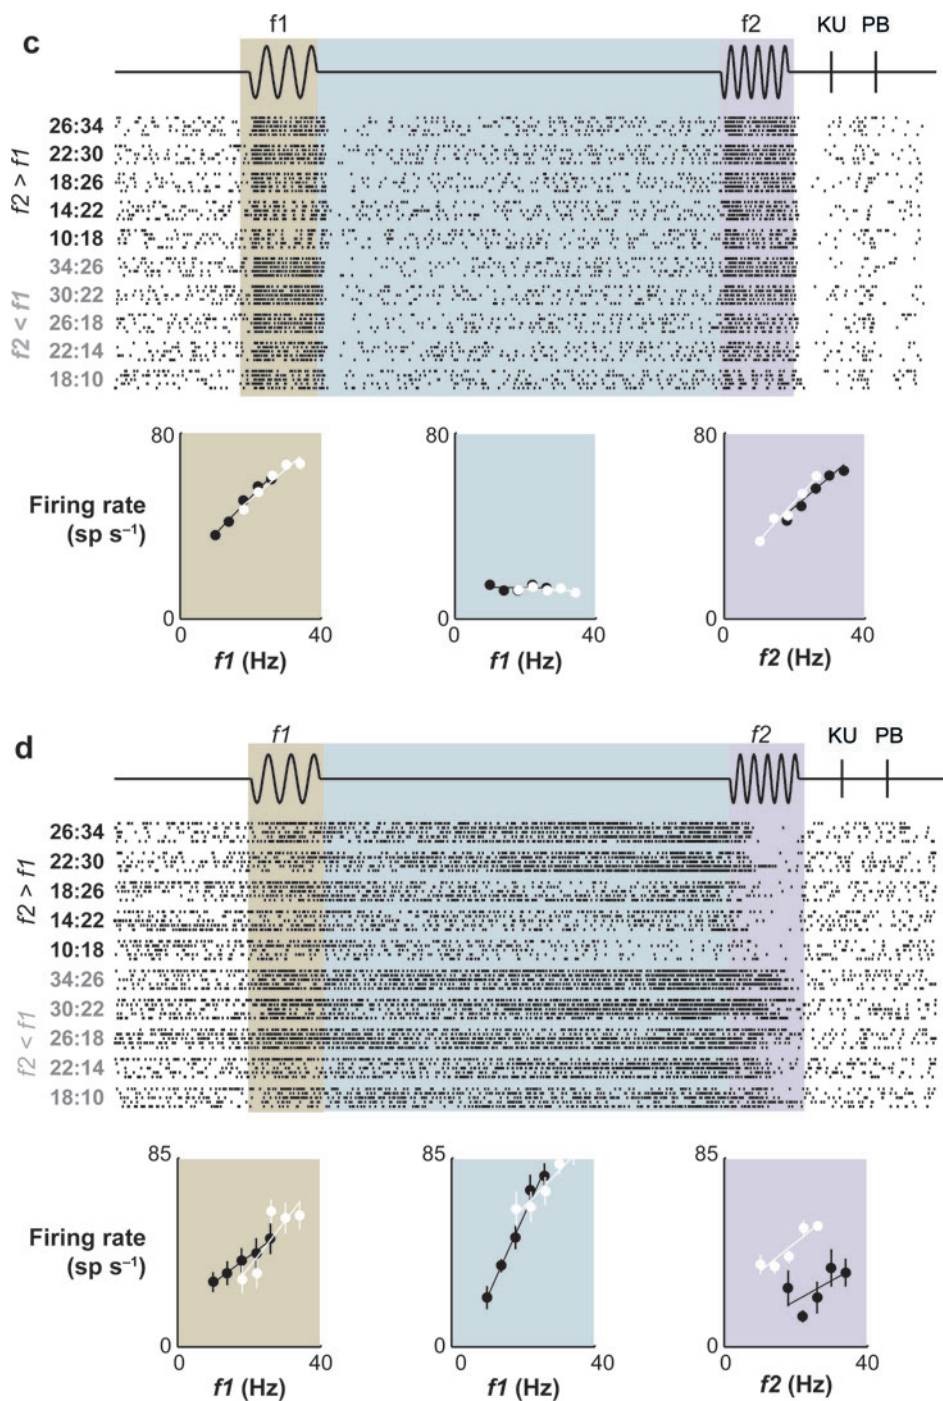 c
f1 f2 KU PB
f2 > f1
26:34
22:30
18:26
14:22
10:18
f2 < f1
34:26
30:22
26:18
22:14
18:10
Firing rate
(sp s⁻¹)
80 80 80
0 0 0
0 40 0 40 0 40
f1 (Hz) f1 (Hz) f2 (Hz)
d
f1 f2 KU PB
f2 > f1
26:34
22:30
18:26
14:22
10:18
f2 < f1
34:26
30:22
26:18
22:14
18:10
Firing rate
(sp s⁻¹)
85 85 85
0 0 0
0 40 0 40 0 40
f1 (Hz) f1 (Hz) f2 (Hz)